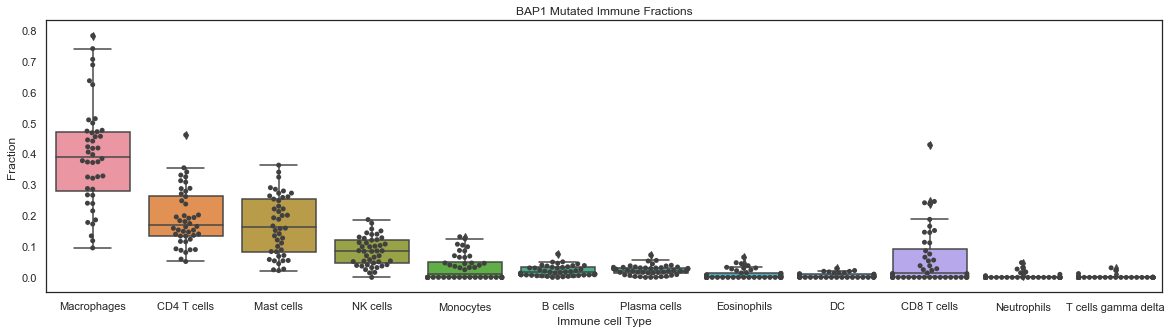 BAP1 Mutated Immune Fractions
0.8
0.7
0.6
0.5
0.4
0.3
0.2
0.1
0.0
Fraction
Macrophages CD4 T cells Mast cells NK cells Monocytes B cells Plasma cells Eosinophils DC CD8 T cells Neutrophils T cells gamma delta
Immune cell Type